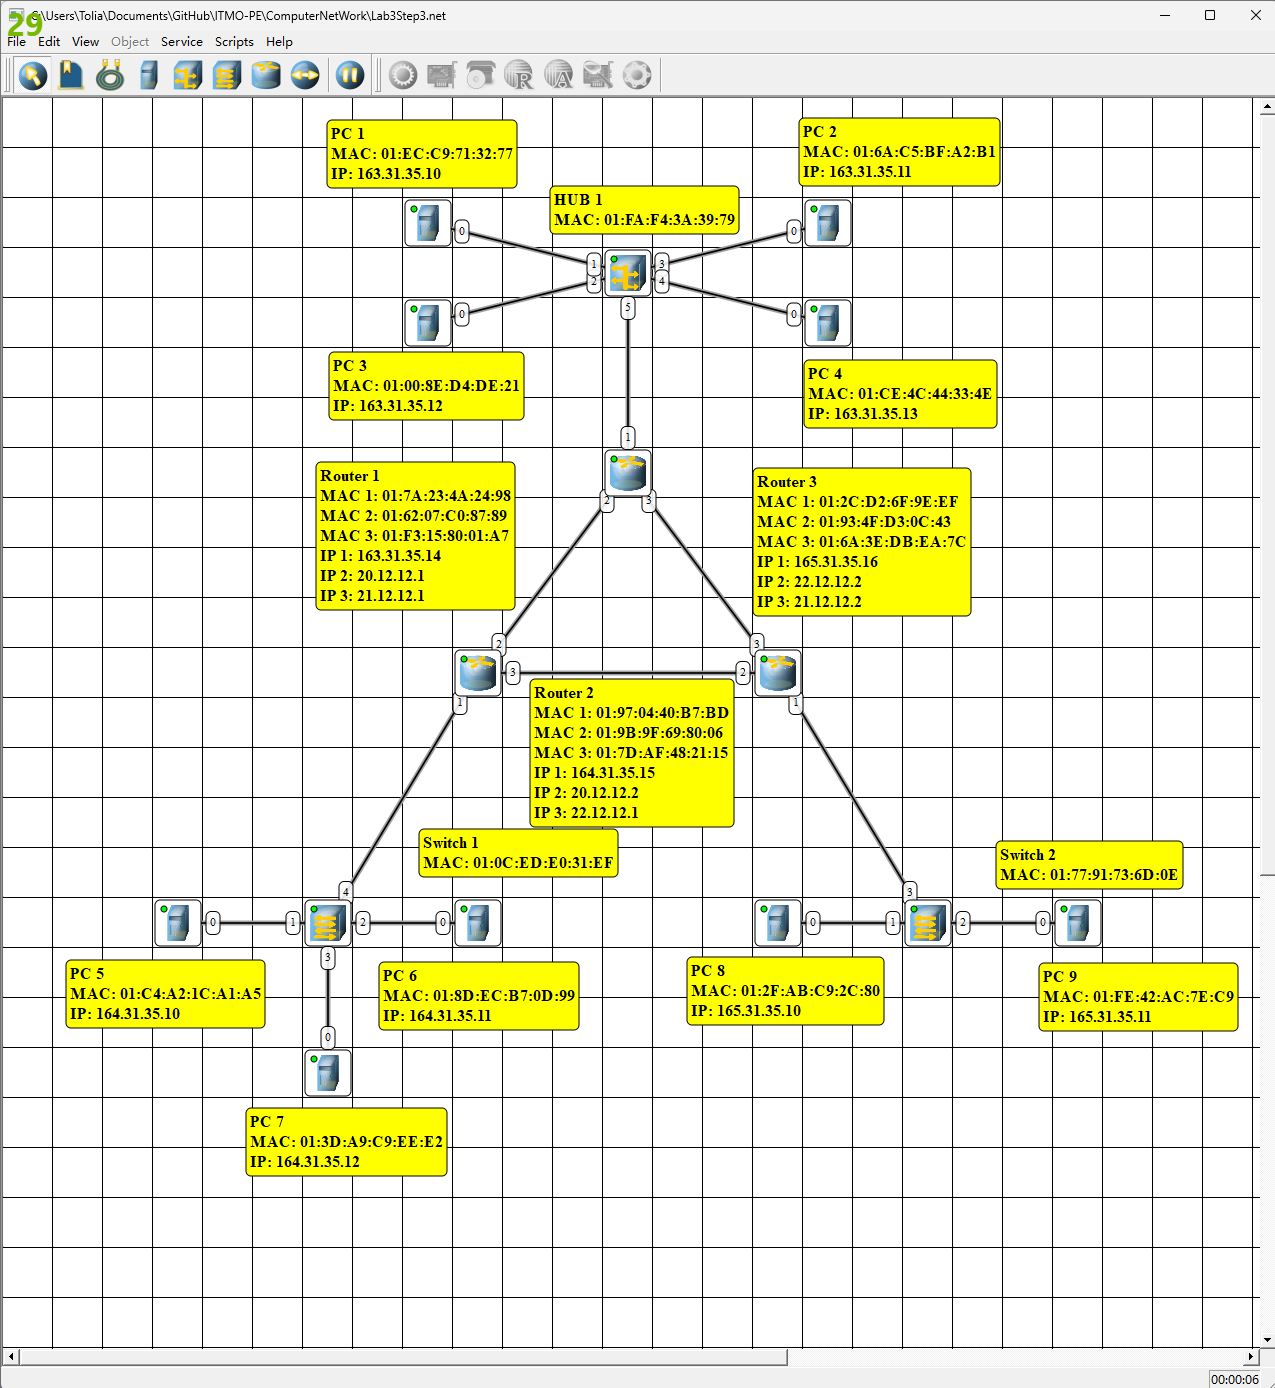 29
C:\Users\Tolia\Documents\GitHub\ITMO-PE\ComputerNetWork\Lab3Step3.net
File Edit View Object Service Scripts Help
PC 1
MAC: 01:EC:C9:71:32:77
IP: 163.31.35.10
PC 2
MAC: 01:6A:C5:BF:A2:B1
IP: 163.31.35.11
HUB 1
MAC: 01:FA:F4:3A:39:79
0
0
1
3
2
4
0
0
5
PC 3
MAC: 01:00:8E:D4:DE:21
IP: 163.31.35.12
PC 4
MAC: 01:CE:4C:44:33:4E
IP: 163.31.35.13
1
2
3
Router 1
MAC 1: 01:7A:23:4A:24:98
MAC 2: 01:62:07:C0:87:89
MAC 3: 01:F3:15:80:01:A7
IP 1: 163.31.35.14
IP 2: 20.12.12.1
IP 3: 21.12.12.1
Router 3
MAC 1: 01:2C:D2:6F:9E:EF
MAC 2: 01:93:4F:D3:0C:43
MAC 3: 01:6A:3E:DB:EA:7C
IP 1: 165.31.35.16
IP 2: 22.12.12.2
IP 3: 21.12.12.2
2
3
3
2
1
1
Router 2
MAC 1: 01:97:04:40:B7:BD
MAC 2: 01:9B:9F:69:80:06
MAC 3: 01:7D:AF:48:21:15
IP 1: 164.31.35.15
IP 2: 20.12.12.2
IP 3: 22.12.12.1
Switch 1
MAC: 01:0C:ED:E0:31:EF
Switch 2
MAC: 01:77:91:73:6D:0E
4
3
0
1
2
0
0
1
2
0
3
PC 5
MAC: 01:C4:A2:1C:A1:A5
IP: 164.31.35.10
PC 6
MAC: 01:8D:EC:B7:0D:99
IP: 164.31.35.11
PC 8
MAC: 01:2F:AB:C9:2C:80
IP: 165.31.35.10
PC 9
MAC: 01:FE:42:AC:7E:C9
IP: 165.31.35.11
0
PC 7
MAC: 01:3D:A9:C9:EE:E2
IP: 164.31.35.12
00:00:06